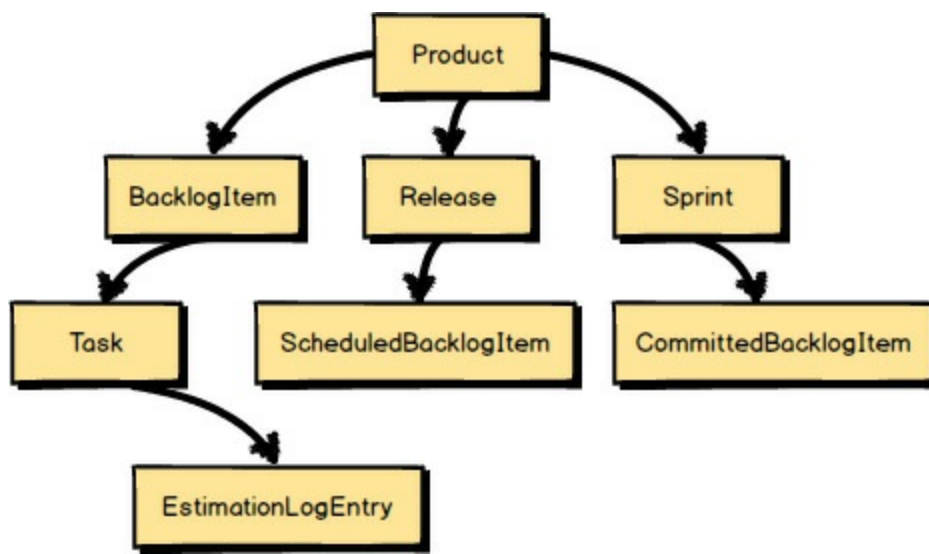 Product
BacklogItem
Release
Sprint
Task
ScheduledBacklogItem
CommittedBacklogItem
EstimationLogEntry